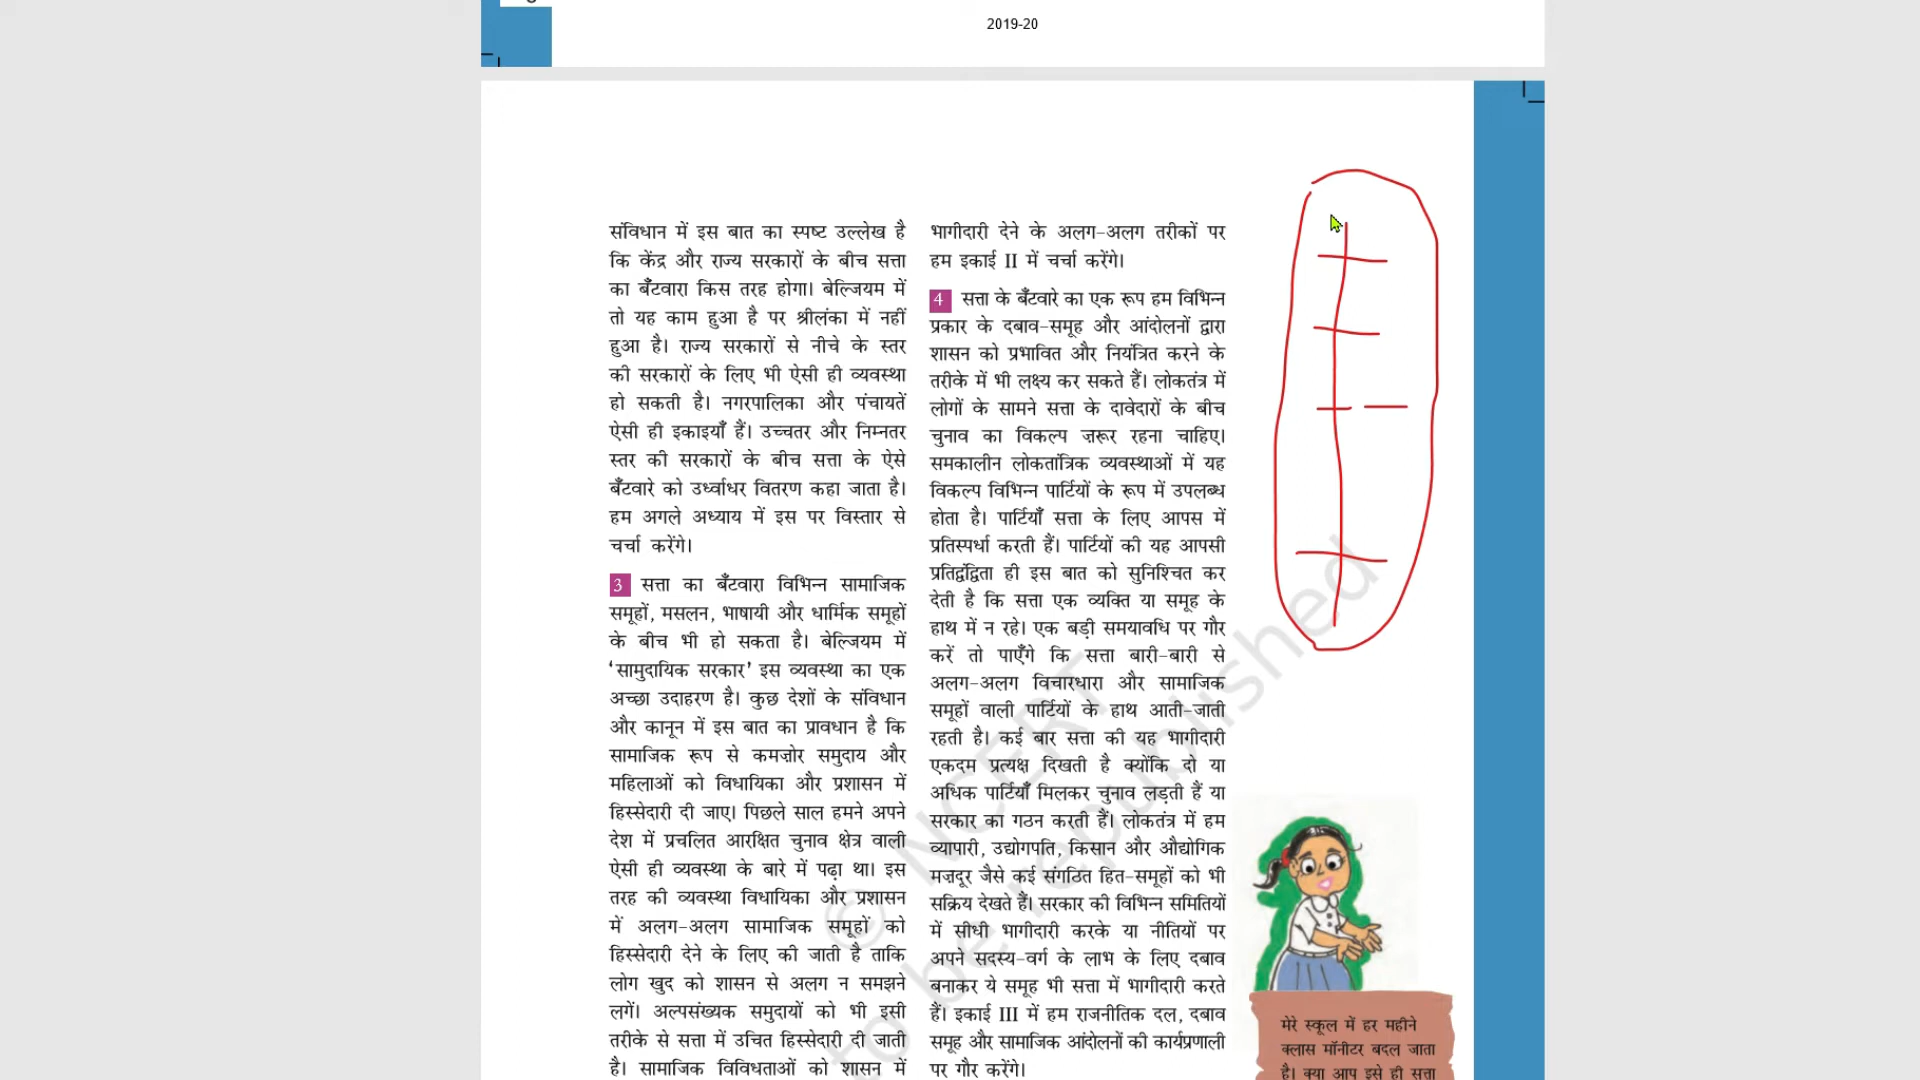 2019-20
संविधान में इस बात का स्पष्ट उल्लेख है
कि केंद्र और राज्य सरकारों के बीच सत्ता
का बँटवारा किस तरह होगा। बेल्जियम में
तो यह काम हुआ है पर श्रीलंका में नहीं
हुआ है। राज्य सरकारों से नीचे के स्तर
की सरकारों के लिए भी ऐसी ही व्यवस्था
हो सकती है। नगरपालिका और पंचायतें
ऐसी ही इकाइयाँ हैं। उच्चतर और निम्नतर
स्तर की सरकारों के बीच सत्ता के ऐसे
बँटवारे को उर्ध्वाधर वितरण कहा जाता है।
हम अगले अध्याय में इस पर विस्तार से
चर्चा करेंगे।
3 सत्ता का बँटवारा विभिन्न सामाजिक
समूहों, मसलन, भाषायी और धार्मिक समूहों
के बीच भी हो सकता है। बेल्जियम में
‘सामुदायिक सरकार’ इस व्यवस्था का एक
अच्छा उदाहरण है। कुछ देशों के संविधान
और कानून में इस बात का प्रावधान है कि
सामाजिक रूप से कमज़ोर समुदाय और
महिलाओं को विधायिका और प्रशासन में
हिस्सेदारी दी जाए। पिछले साल हमने अपने
देश में प्रचलित आरक्षित चुनाव क्षेत्र वाली
ऐसी ही व्यवस्था के बारे में पढ़ा था। इस
तरह की व्यवस्था विधायिका और प्रशासन
में अलग-अलग सामाजिक समूहों को
हिस्सेदारी देने के लिए की जाती है ताकि
लोग खुद को शासन से अलग न समझने
लगें। अल्पसंख्यक समुदायों को भी इसी
तरीके से सत्ता में उचित हिस्सेदारी दी जाती
है। सामाजिक विविधताओं को शासन में
भागीदारी देने के अलग-अलग तरीकों पर
हम इकाई II में चर्चा करेंगे।
4 सत्ता के बँटवारे का एक रूप हम विभिन्न
प्रकार के दबाव-समूह और आंदोलनों द्वारा
शासन को प्रभावित और नियंत्रित करने के
तरीके में भी लक्ष्य कर सकते हैं। लोकतंत्र में
लोगों के सामने सत्ता के दावेदारों के बीच
चुनाव का विकल्प ज़रूर रहना चाहिए।
समकालीन लोकतांत्रिक व्यवस्थाओं में यह
विकल्प विभिन्न पार्टियों के रूप में उपलब्ध
होता है। पार्टियाँ सत्ता के लिए आपस में
प्रतिस्पर्धा करती हैं। पार्टियों की यह आपसी
प्रतिद्वंद्विता ही इस बात को सुनिश्चित कर
देती है कि सत्ता एक व्यक्ति या समूह के
हाथ में न रहे। एक बड़ी समयावधि पर गौर
करें तो पाएँगे कि सत्ता बारी-बारी से
अलग-अलग विचारधारा और सामाजिक
समूहों वाली पार्टियों के हाथ आती-जाती
रहती है। कई बार सत्ता की यह भागीदारी
एकदम प्रत्यक्ष दिखती है क्योंकि दो या
अधिक पार्टियाँ मिलकर चुनाव लड़ती हैं या
सरकार का गठन करती हैं। लोकतंत्र में हम
व्यापारी, उद्योगपति, किसान और औद्योगिक
मज़दूर जैसे कई संगठित हित-समूहों को भी
सक्रिय देखते हैं। सरकार की विभिन्न समितियों
में सीधी भागीदारी करके या नीतियों पर
अपने सदस्य-वर्ग के लाभ के लिए दबाव
बनाकर ये समूह भी सत्ता में भागीदारी करते
हैं। इकाई III में हम राजनीतिक दल, दबाव
समूह और सामाजिक आंदोलनों की कार्यप्रणाली
पर गौर करेंगे।
मेरे स्कूल में हर महीने
क्लास मॉनीटर बदल जाता
है। क्या आप इसे ही सत्ता
© NCERT
to be republished